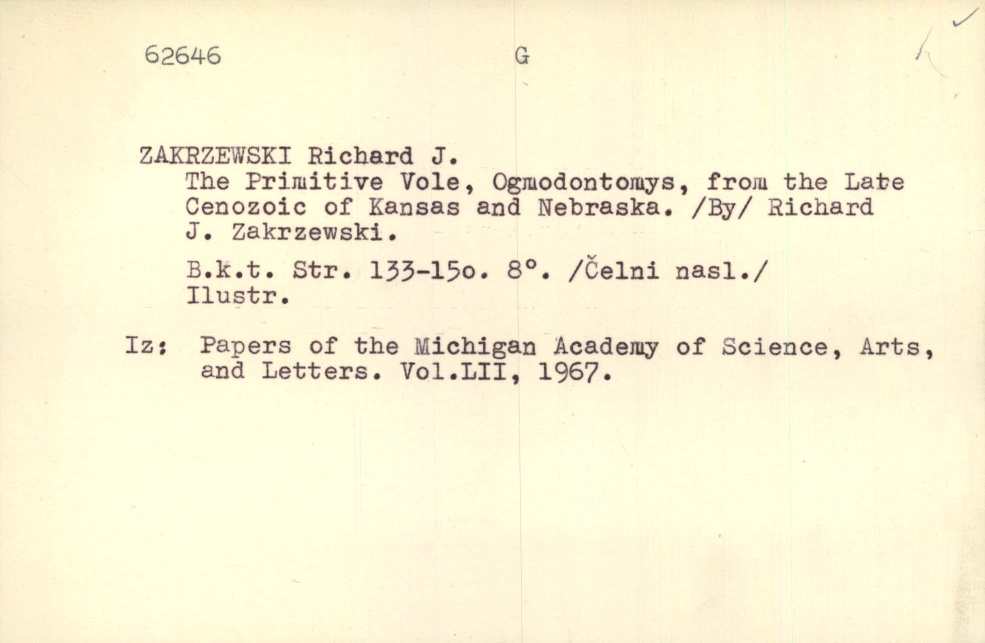 62646 G
ZAKRZEWSKI Richard J.
The Primitive Vole, Ogmodontomys, from the Late
Cenozoic of Kansas and Nebraska. /By/ Richard
J. Zakrzewski.
B.k.t. Str. 133-15o. 8°. /Čelni nasl./
Ilustr.
Iz: Papers of the Michigan Academy of Science, Arts,
and Letters. Vol.LII, 1967.